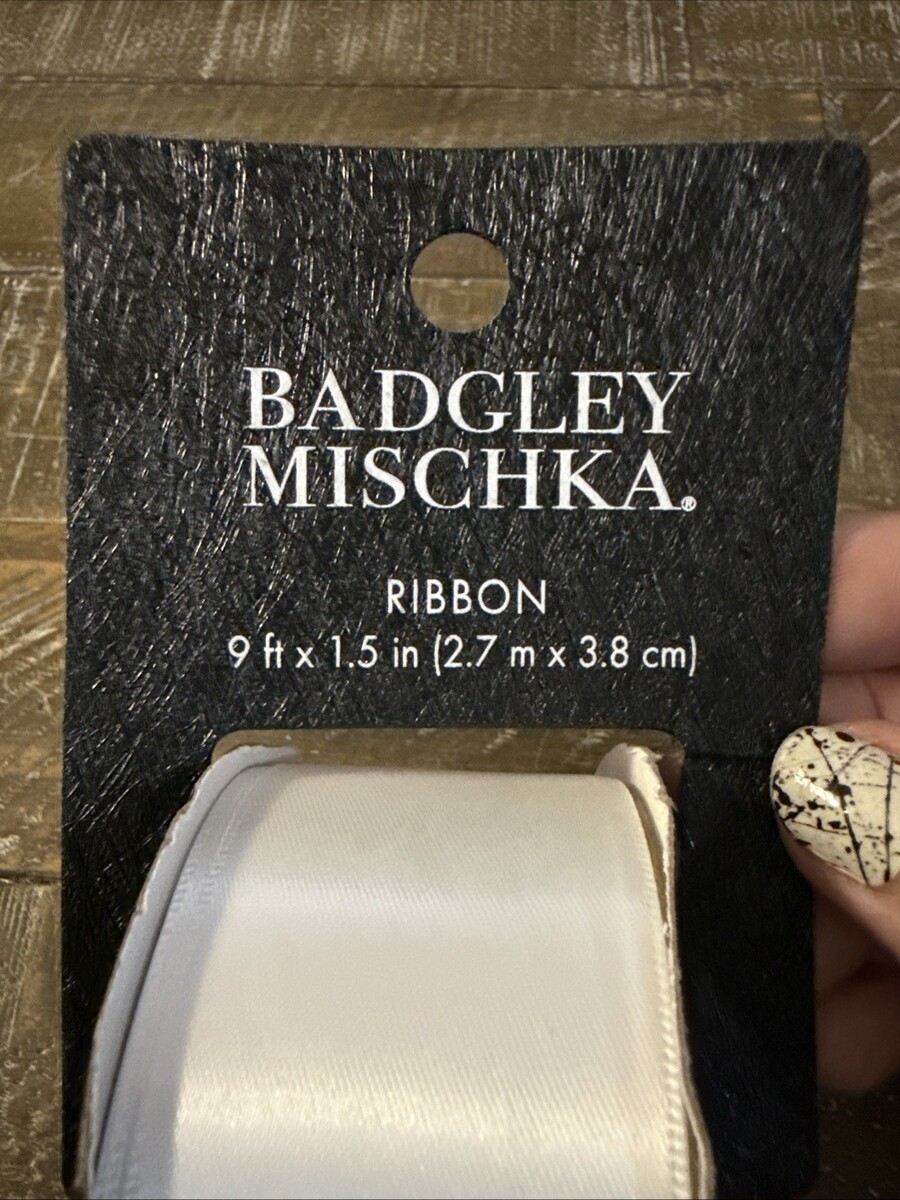 BADGLEY
MISCHKA®
RIBBON
9 ft x 1.5 in (2.7 m x 3.8 cm)